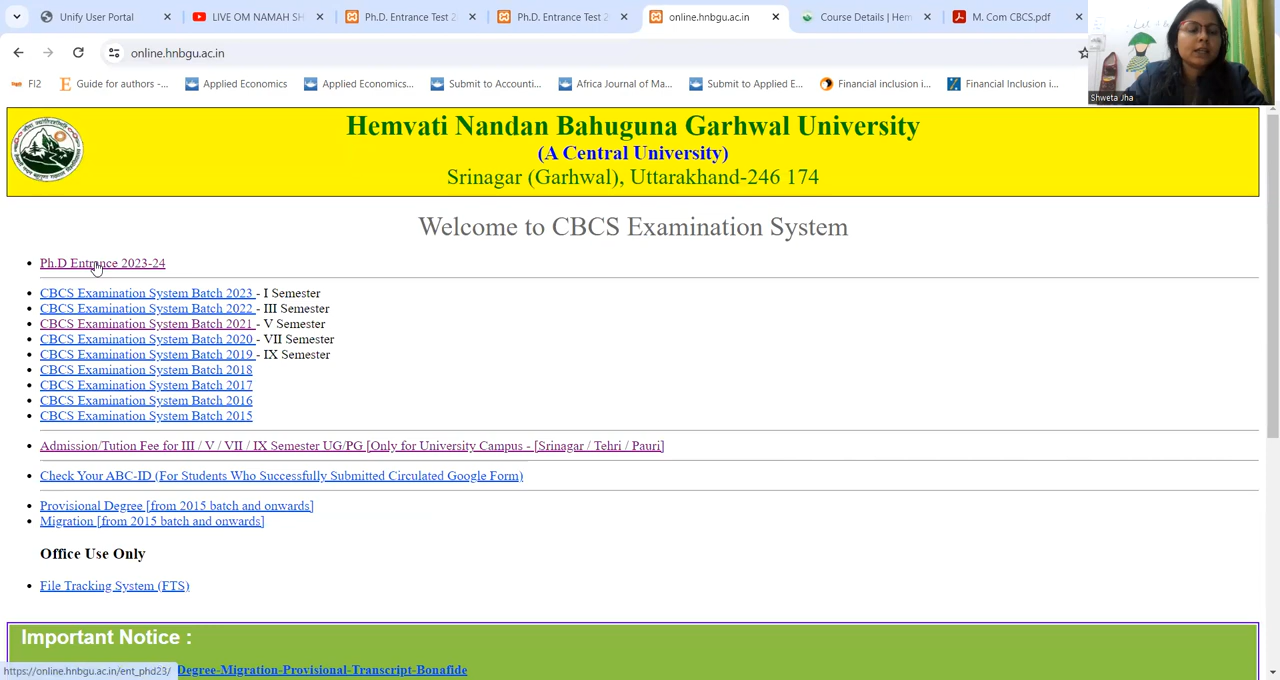 Unify User Portal
LIVE OM NAMAH SH
Ph.D. Entrance Test 2
Ph.D. Entrance Test 2
online.hnbgu.ac.in
Course Details | Hem
M. Com CBCS.pdf
online.hnbgu.ac.in
FI2
Guide for authors -...
Applied Economics
Applied Economics...
Submit to Accounti...
Africa Journal of Ma...
Submit to Applied E...
Financial inclusion i...
Financial Inclusion i...
Shweta Jha
Hemvati Nandan Bahuguna Garhwal University
(A Central University)
Srinagar (Garhwal), Uttarakhand-246 174
Welcome to CBCS Examination System
Ph.D Entrance 2023-24
CBCS Examination System Batch 2023 - I Semester
CBCS Examination System Batch 2022 - III Semester
CBCS Examination System Batch 2021 - V Semester
CBCS Examination System Batch 2020 - VII Semester
CBCS Examination System Batch 2019 - IX Semester
CBCS Examination System Batch 2018
CBCS Examination System Batch 2017
CBCS Examination System Batch 2016
CBCS Examination System Batch 2015
Admission/Tution Fee for III / V / VII / IX Semester UG/PG [Only for University Campus - [Srinagar / Tehri / Pauri]
Check Your ABC-ID (For Students Who Successfully Submitted Circulated Google Form)
Provisional Degree [from 2015 batch and onwards]
Migration [from 2015 batch and onwards]
Office Use Only
File Tracking System (FTS)
Important Notice :
Degree-Migration-Provisional-Transcript-Bonafide
https://online.hnbgu.ac.in/ent_phd23/